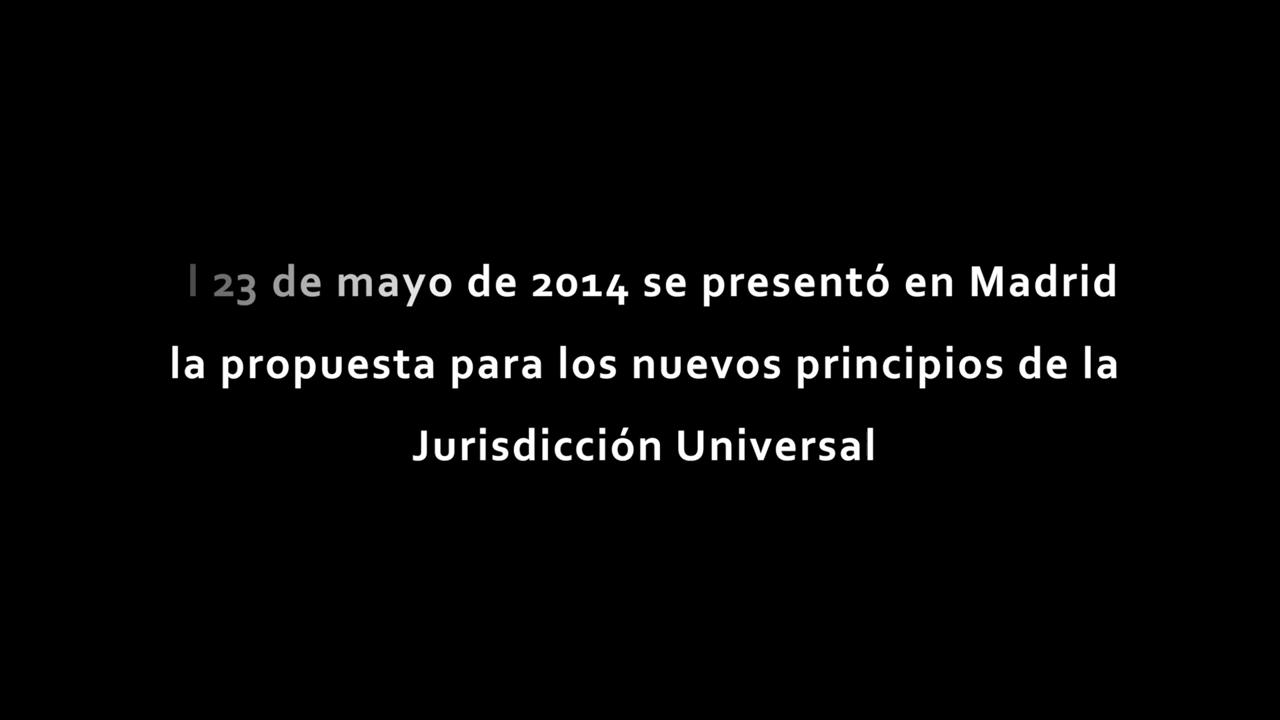 l 23 de mayo de 2014 se presentó en Madrid
la propuesta para los nuevos principios de la
Jurisdicción Universal